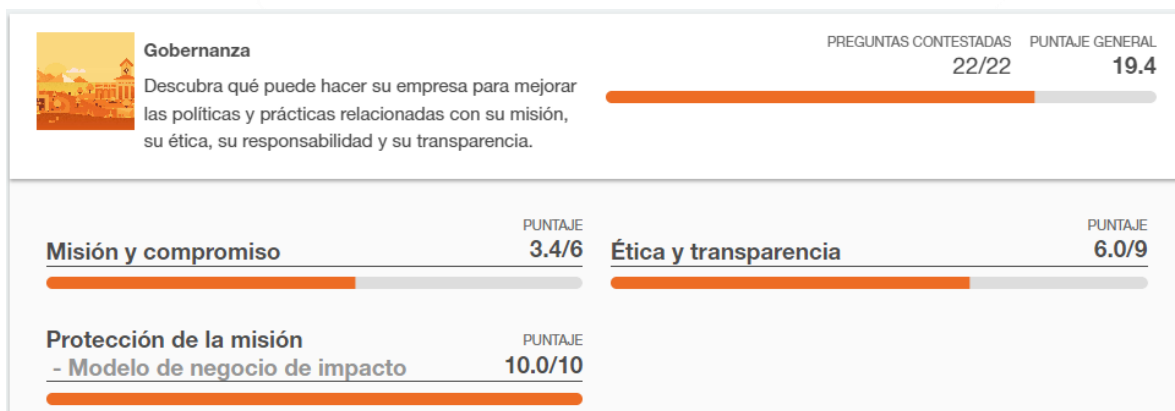 Gobernanza
Descubra qué puede hacer su empresa para mejorar
las políticas y prácticas relacionadas con su misión,
su ética, su responsabilidad y su transparencia.
PREGUNTAS CONTESTADAS
22/22
PUNTAJE GENERAL
19.4
Misión y compromiso
PUNTAJE
3.4/6
Ética y transparencia
PUNTAJE
6.0/9
Protección de la misión
- Modelo de negocio de impacto
PUNTAJE
10.0/10